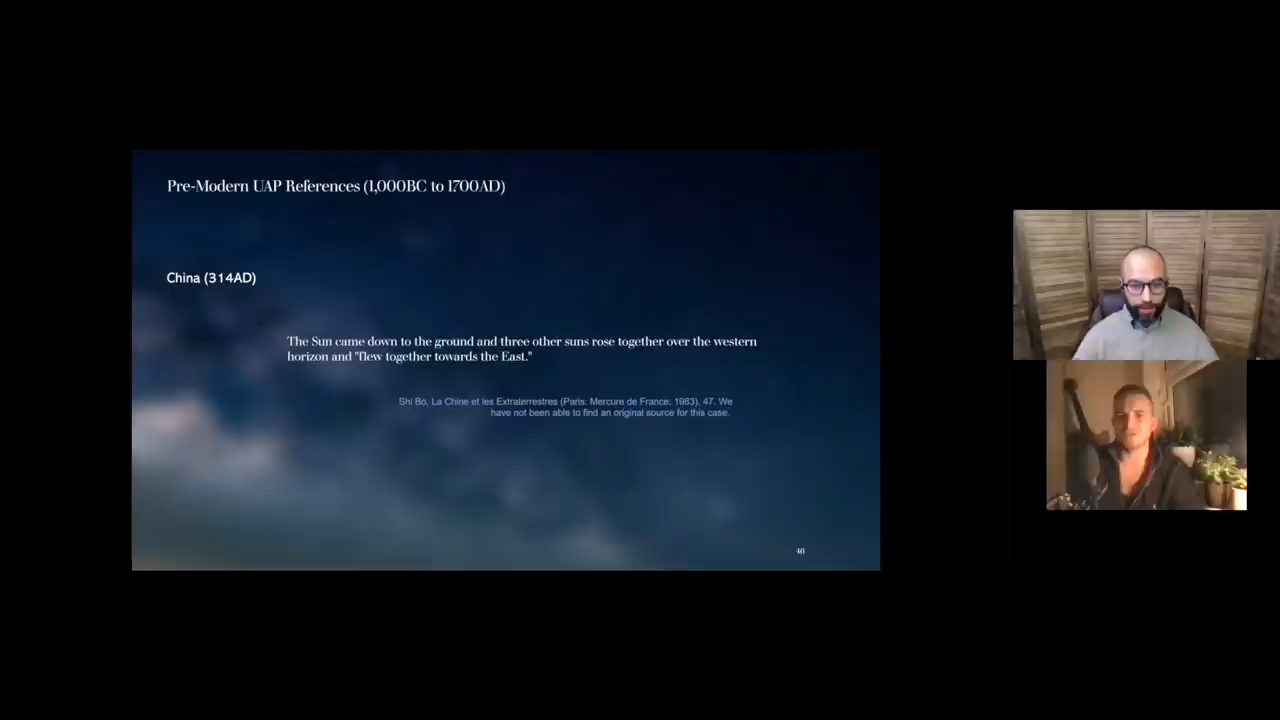 Pre-Modern UAP References (1,000BC to 1700AD)
China (314AD)
The Sun came down to the ground and three other suns rose together over the western
horizon and "flew together towards the East."
Shi Bo, La Chine et les Extraterrestres (Paris: Mercure de France: 1983), 47. We
have not been able to find an original source for this case.
46